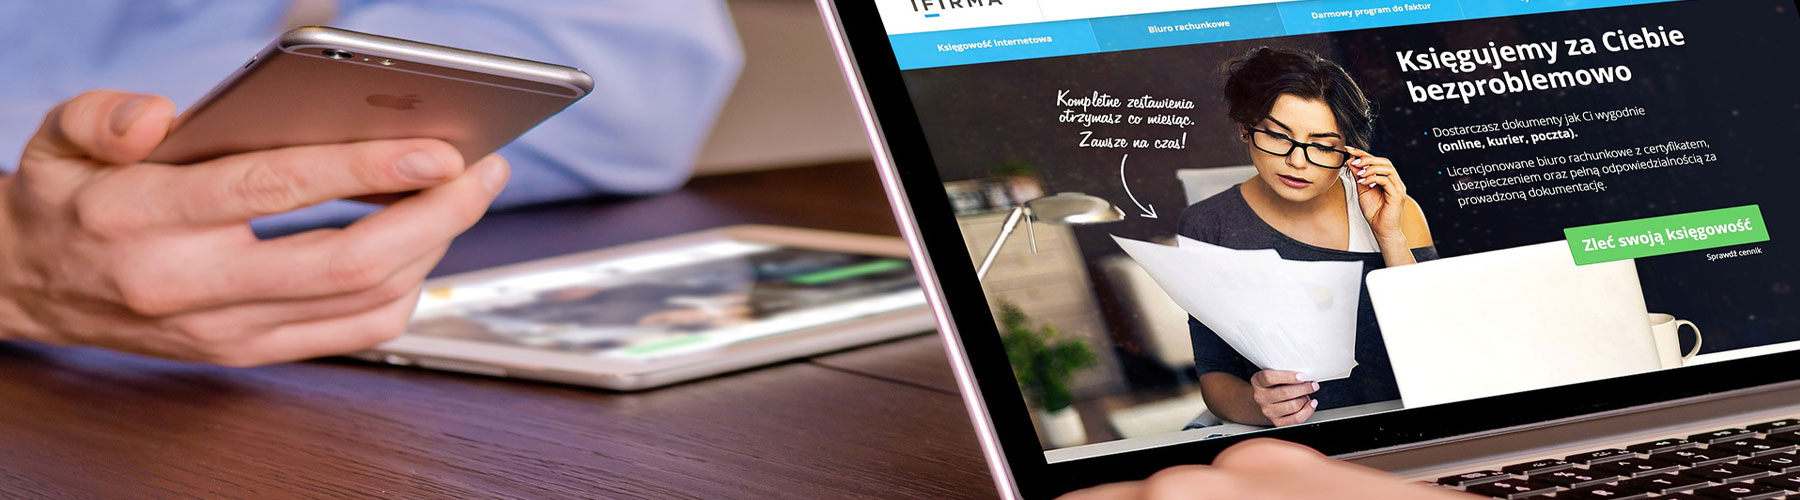 IFIRMA
Księgowość Internetowa
Biuro rachunkowe
Darmowy program do faktur
Księgujemy za Ciebie
bezproblemowo
Kompletne zestawienia
otrzymasz co miesiąc.
Zawsze na czas!
Dostarczasz dokumenty jak Ci wygodnie
(online, kurier, poczta).
Licencjonowane biuro rachunkowe z certyfikatem,
ubezpieczeniem oraz pełną odpowiedzialnością za
prowadzoną dokumentację.
Zleć swoją księgowość
Sprawdź cennik